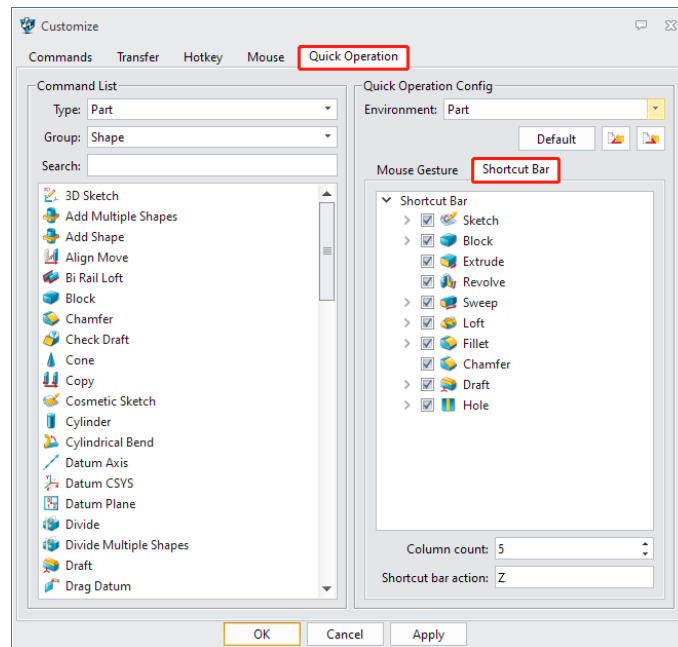 Customize
Commands Transfer Hotkey Mouse Quick Operation
Command List
Type: Part
Group: Shape
Search:
3D Sketch
Add Multiple Shapes
Add Shape
Align Move
Bi Rail Loft
Block
Chamfer
Check Draft
Cone
Copy
Cosmetic Sketch
Cylinder
Cylindrical Bend
Datum Axis
Datum CSYS
Datum Plane
Divide
Divide Multiple Shapes
Draft
Drag Datum
Quick Operation Config
Environment: Part
Default
Mouse Gesture Shortcut Bar
Shortcut Bar
Sketch
Block
Extrude
Revolve
Sweep
Loft
Fillet
Chamfer
Draft
Hole
Column count: 5
Shortcut bar action: Z
OK Cancel Apply